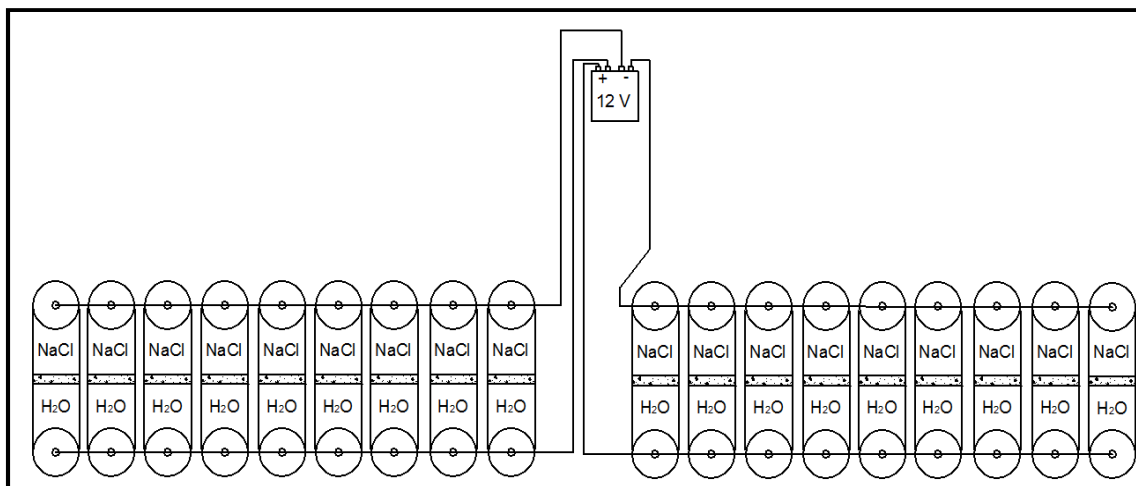 + -
12 V
NaCl NaCl NaCl NaCl NaCl NaCl NaCl NaCl NaCl NaCl NaCl NaCl NaCl NaCl NaCl NaCl NaCl NaCl
H₂O H₂O H₂O H₂O H₂O H₂O H₂O H₂O H₂O H₂O H₂O H₂O H₂O H₂O H₂O H₂O H₂O H₂O